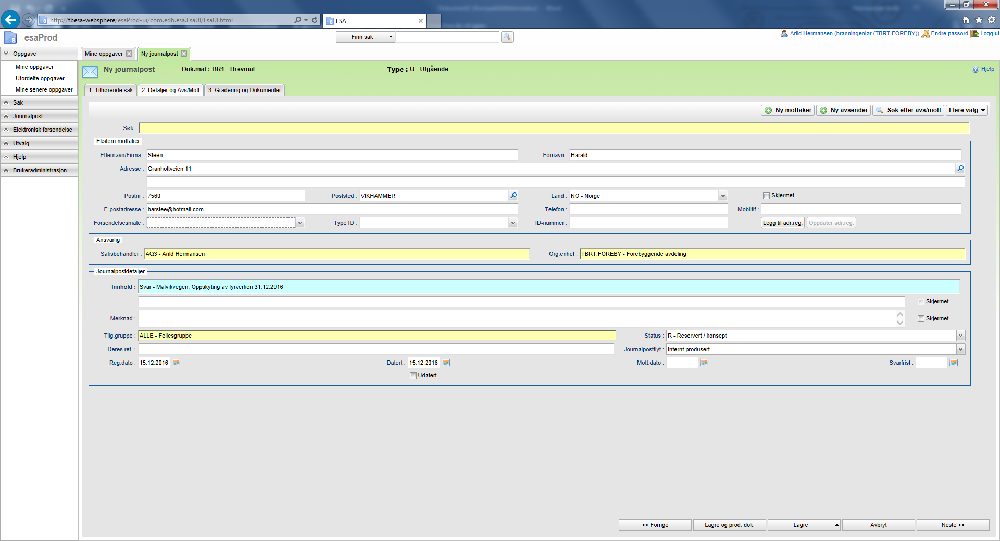 http://tbesa-websphere/esaProd-ui/com.edb.esa.EsaUI/EsaUI.html
ESA
esaProd
Finn sak
Arild Hermansen (branningeniør (TBRT.FOREBY))
Endre passord
Logg ut
Oppgave
Mine oppgaver
Ufordelte oppgaver
Mine senere oppgaver
Sak
Journalpost
Elektronisk forsendelse
Utvalg
Hjelp
Brukeradministrasjon
Mine oppgaver
Ny journalpost
Ny journalpost
Dok.mal : BR1 - Brevmal
Type : U - Utgående
Hjelp
1. Tilhørende sak
2. Detaljer og Avs/Mott
3. Gradering og Dokumenter
Ny mottaker
Ny avsender
Søk etter avs/mott
Flere valg
Søk :
Ekstern mottaker
Etternavn/Firma : Steen
Fornavn : Harald
Adresse : Granholtveien 11
Postnr : 7560
Poststed : VIKHAMMER
Land : NO - Norge
Skjermet
E-postadresse : harstee@hotmail.com
Telefon :
Mobiltlf :
Forsendelsesmåte :
Type ID :
ID-nummer :
Legg til adr.reg.
Oppdater adr.reg.
Ansvarlig
Saksbehandler : AQ3 - Arild Hermansen
Org.enhet : TBRT.FOREBY - Forebyggende avdeling
Journalpostdetaljer
Innhold : Svar - Malvikvegen, Oppskyting av fyrverkeri 31.12.2016
Skjermet
Merknad :
Skjermet
Tilg.gruppe : ALLE - Fellesgruppe
Status : R - Reservert / konsept
Deres ref. :
Journalpostflyt : Internt produsert
Reg.dato : 15.12.2016
Datert : 15.12.2016
Mott.dato :
Svarfrist :
Udatert
<< Forrige
Lagre og prod. dok.
Lagre
Avbryt
Neste >>